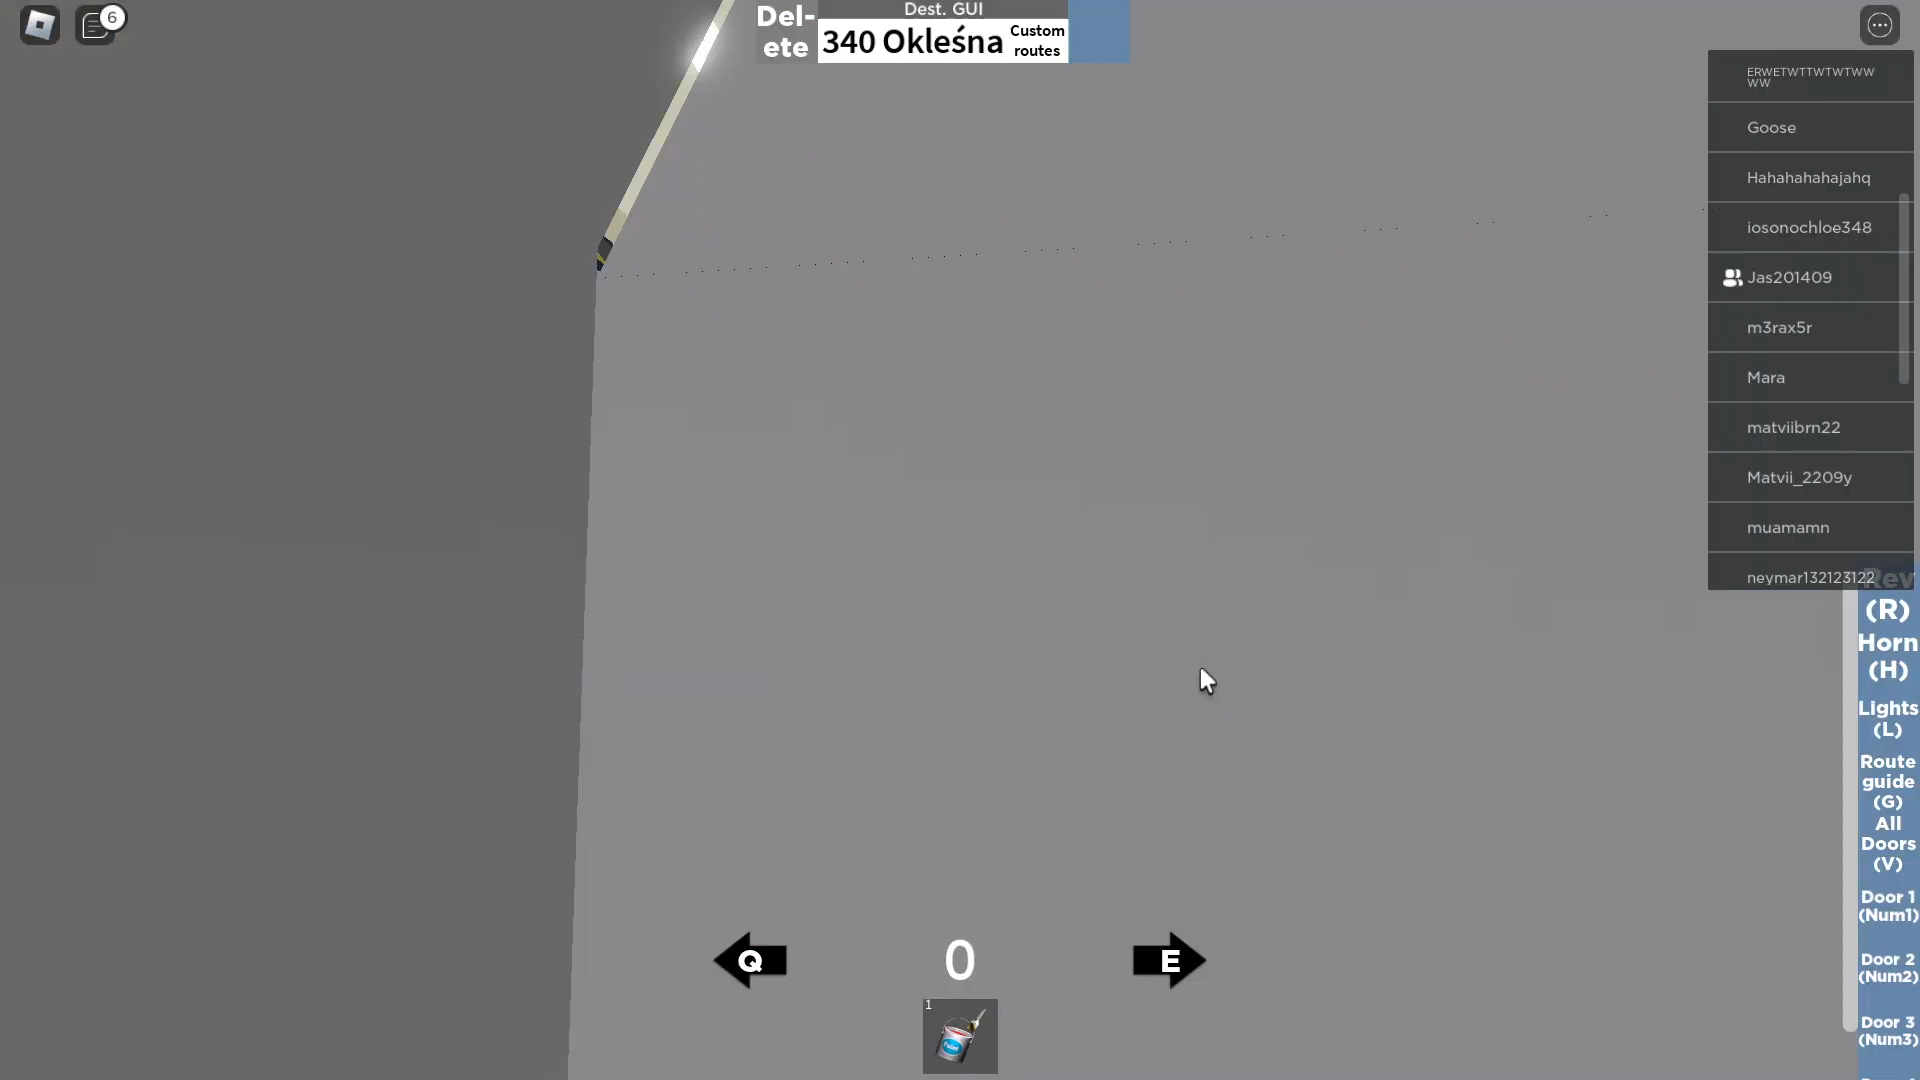 6
Del-
ete
Dest. GUI
340 Okleśna
Custom
routes
ERWETWTTWTWTWW
WW
Goose
Hahahahahajahq
iosonochloe348
Jas201409
m3rax5r
Mara
matviibrn22
Matvii_2209y
muamamn
neymar132123122
Rev
(R)
Horn
(H)
Lights
(L)
Route
guide
(G)
All
Doors
(V)
Door 1
(Num1)
Door 2
(Num2)
Door 3
(Num3)
Q
0
E
1
Paint